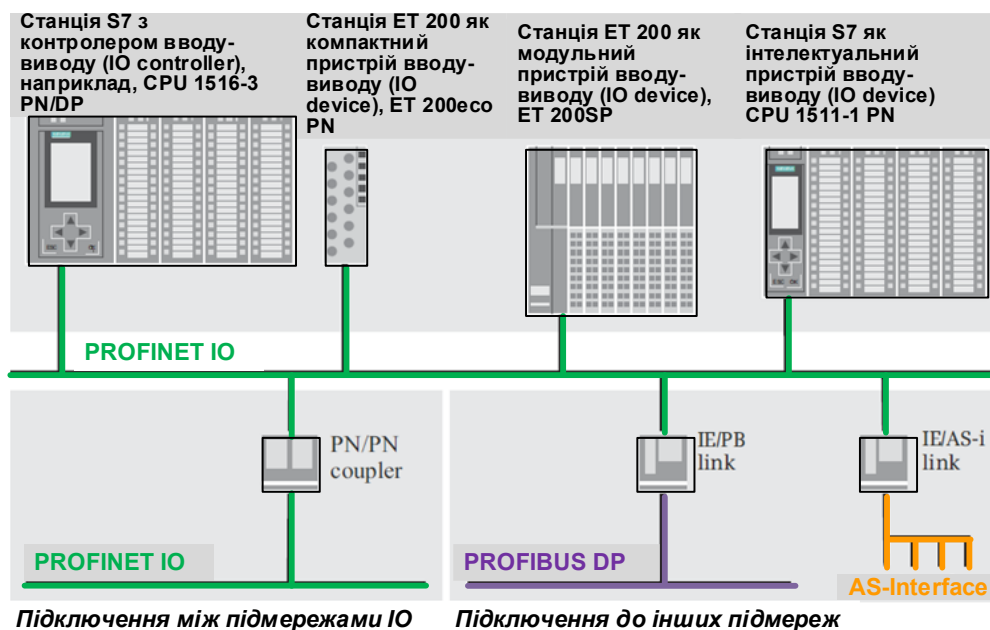 Станція S7 з
контролером вводу-
виводу (IO controller),
наприклад, CPU 1516-3
PN/DP
Станція ET 200 як
компактний
пристрій вводу-
виводу (IO
device), ET 200eco
PN
Станція ET 200 як
модульний
пристрій вводу-
виводу (IO device),
ET 200SP
Станція S7 як
інтелектуальний
пристрій вводу-
виводу (IO device)
CPU 1511-1 PN
PROFINET IO
PN/PN
coupler
IE/PB
link
IE/AS-i
link
PROFINET IO
PROFIBUS DP
AS-Interface
Підключення між підмережами IO
Підключення до інших підмереж